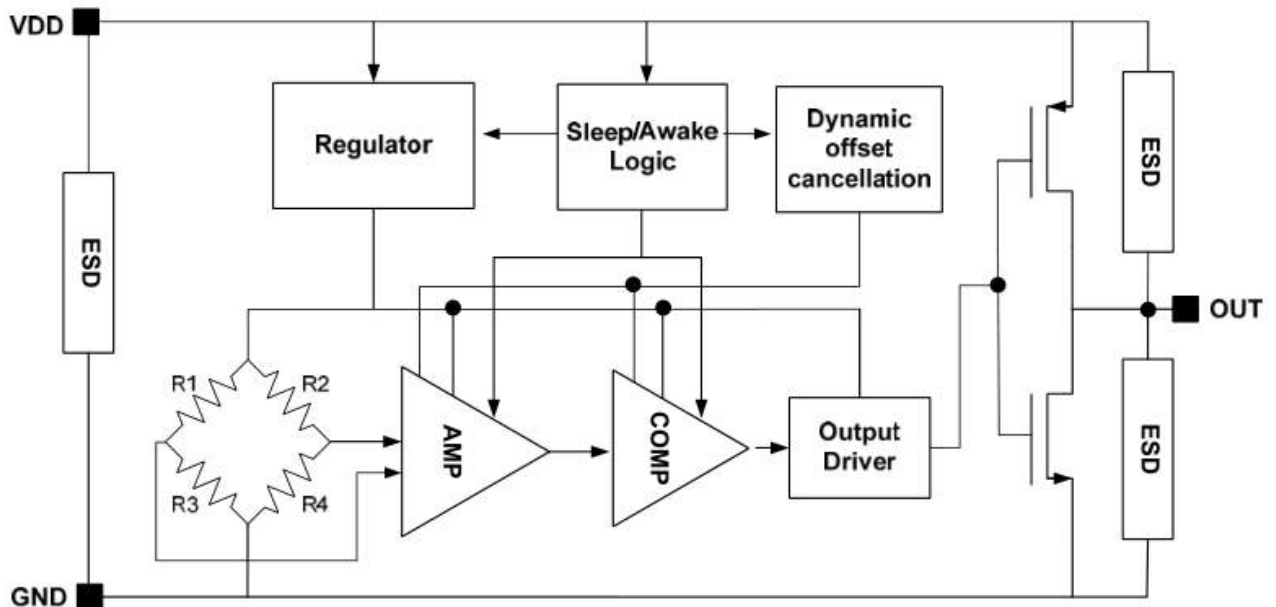 VDD
Regulator
Sleep/Awake
Logic
Dynamic
offset
cancellation
ESD
ESD
OUT
R1
R2
R3
R4
AMP
COMP
Output
Driver
ESD
GND